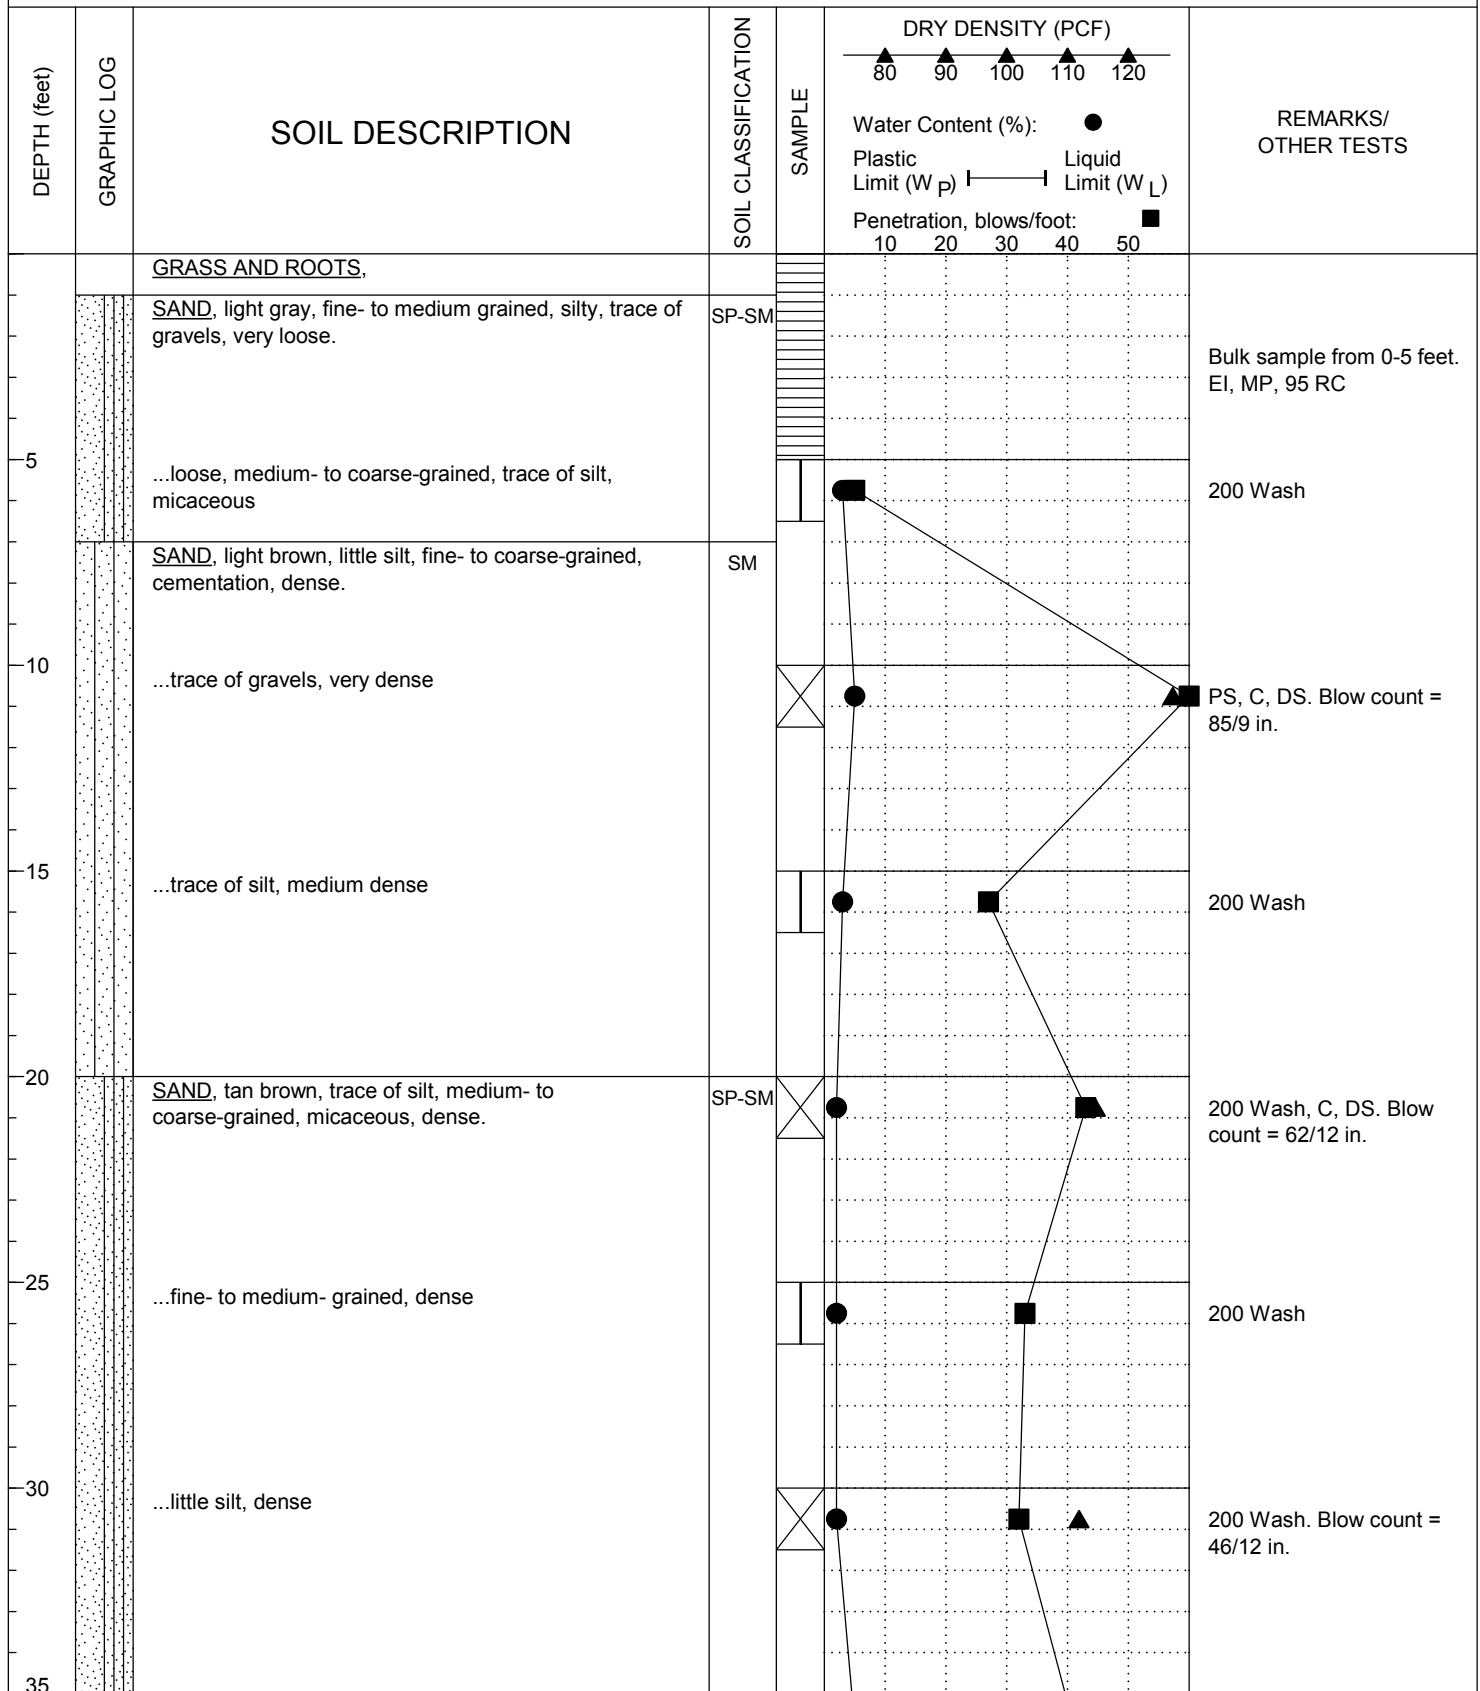 DEPTH (feet)
GRAPHIC LOG
SOIL DESCRIPTION
SOIL CLASSIFICATION
SAMPLE
DRY DENSITY (PCF)
80 90 100 110 120
Water Content (%):
Plastic
Limit (W P)
Liquid
Limit (W L)
Penetration, blows/foot:
10 20 30 40 50
REMARKS/
OTHER TESTS
GRASS AND ROOTS,
SAND, light gray, fine- to medium grained, silty, trace of
gravels, very loose.
SP-SM
Bulk sample from 0-5 feet.
EI, MP, 95 RC
5
...loose, medium- to coarse-grained, trace of silt,
micaceous
200 Wash
SAND, light brown, little silt, fine- to coarse-grained,
cementation, dense.
SM
10
...trace of gravels, very dense
PS, C, DS. Blow count =
85/9 in.
15
...trace of silt, medium dense
200 Wash
20
SAND, tan brown, trace of silt, medium- to
coarse-grained, micaceous, dense.
SP-SM
200 Wash, C, DS. Blow
count = 62/12 in.
25
...fine- to medium- grained, dense
200 Wash
30
...little silt, dense
200 Wash. Blow count =
46/12 in.
35